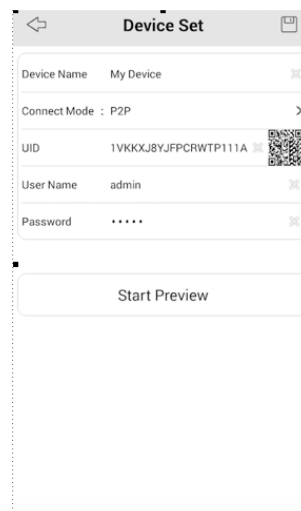 Device Set
Device Name My Device
Connect Mode : P2P
UID 1VKKXJ8YJFPCRWTP111A
User Name admin
Password •••••
Start Preview